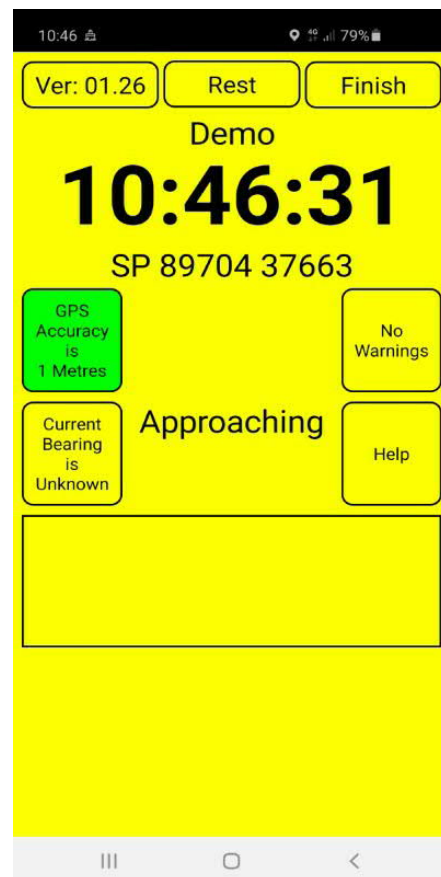 10:46
4G
79%
Ver: 01.26
Rest
Finish
Demo
10:46:31
SP 89704 37663
GPS
Accuracy
is
1 Metres
No
Warnings
Current
Bearing
is
Unknown
Approaching
Help